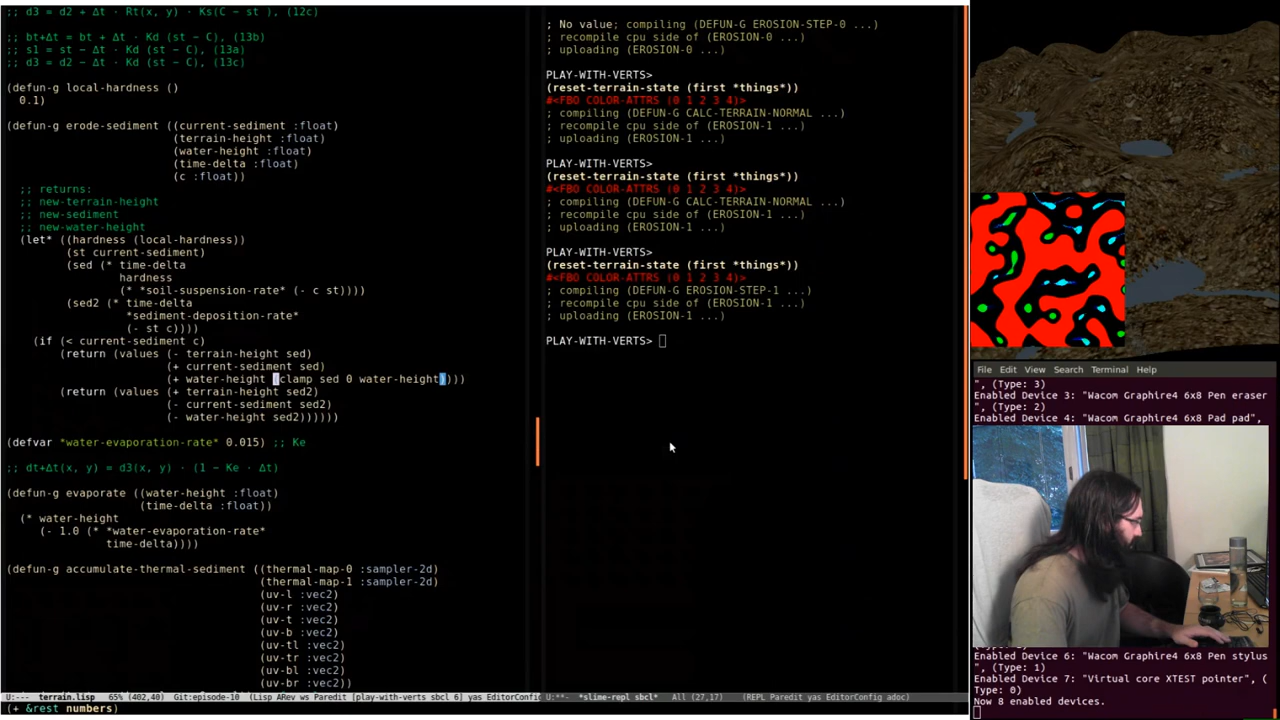 ;; d3 = d2 + Δt · Rt(x, y) · Ks(C − st ), (12c)
;; bt+Δt = bt + Δt · Kd (st − C), (13b)
;; s1 = st − Δt · Kd (st − C), (13a)
;; d3 = d2 − Δt · Kd (st − C), (13c)
(defun-g local-hardness ()
  0.1)
(defun-g erode-sediment ((current-sediment :float)
                         (terrain-height :float)
                         (water-height :float)
                         (time-delta :float)
                         (c :float))
  ;; returns:
  ;; new-terrain-height
  ;; new-sediment
  ;; new-water-height
  (let* ((hardness (local-hardness))
         (st current-sediment)
         (sed (* time-delta
                 hardness
                 (* *soil-suspension-rate* (- c st))))
         (sed2 (* time-delta
                  *sediment-deposition-rate*
                  (- st c))))
    (if (< current-sediment c)
        (return (values (- terrain-height sed)
                        (+ current-sediment sed)
                        (+ water-height (clamp sed 0 water-height))))
        (return (values (+ terrain-height sed2)
                        (- current-sediment sed2)
                        (- water-height sed2))))))
(defvar *water-evaporation-rate* 0.015) ;; Ke
;; dt+Δt(x, y) = d3(x, y) · (1 − Ke · Δt)
(defun-g evaporate ((water-height :float)
                    (time-delta :float))
  (* water-height
     (- 1.0 (* *water-evaporation-rate*
               time-delta))))
(defun-g accumulate-thermal-sediment ((thermal-map-0 :sampler-2d)
                                      (thermal-map-1 :sampler-2d)
                                      (uv-l :vec2)
                                      (uv-r :vec2)
                                      (uv-t :vec2)
                                      (uv-b :vec2)
                                      (uv-tl :vec2)
                                      (uv-tr :vec2)
                                      (uv-bl :vec2)
                                      (uv-br :vec2)
U:--- terrain.lisp 65% (402,40) Git:episode-10 (Lisp ARev ws Paredit [play-with-verts sbcl 6] yas EditorConfig
(+ &rest numbers)
; No value; compiling (DEFUN-G EROSION-STEP-0 ...)
; recompile cpu side of (EROSION-0 ...)
; uploading (EROSION-0 ...)
PLAY-WITH-VERTS>
(reset-terrain-state (first *things*))
#<FBO COLOR-ATTRS (0 1 2 3 4)>
; compiling (DEFUN-G CALC-TERRAIN-NORMAL ...)
; recompile cpu side of (EROSION-1 ...)
; uploading (EROSION-1 ...)
PLAY-WITH-VERTS>
(reset-terrain-state (first *things*))
#<FBO COLOR-ATTRS (0 1 2 3 4)>
; compiling (DEFUN-G CALC-TERRAIN-NORMAL ...)
; recompile cpu side of (EROSION-1 ...)
; uploading (EROSION-1 ...)
PLAY-WITH-VERTS>
(reset-terrain-state (first *things*))
#<FBO COLOR-ATTRS (0 1 2 3 4)>
; compiling (DEFUN-G EROSION-STEP-1 ...)
; recompile cpu side of (EROSION-1 ...)
; uploading (EROSION-1 ...)
PLAY-WITH-VERTS>
U:**- *slime-repl sbcl* All (27,17) (REPL Paredit yas EditorConfig adoc)
File Edit View Search Terminal Help
", (Type: 3)
Enabled Device 3: "Wacom Graphire4 6x8 Pen eraser
", (Type: 2)
Enabled Device 4: "Wacom Graphire4 6x8 Pad pad",
Enabled Device 6: "Wacom Graphire4 6x8 Pen stylus
", (Type: 1)
Enabled Device 7: "Virtual core XTEST pointer", (
Type: 0)
Now 8 enabled devices.